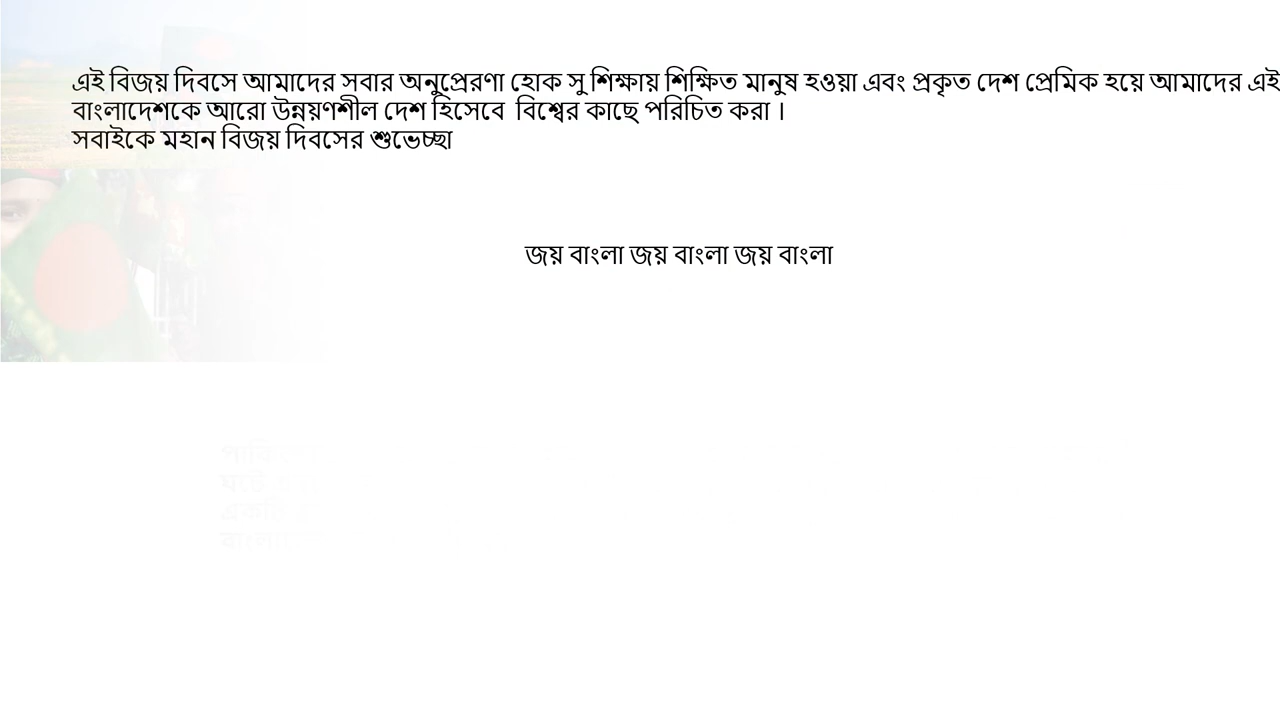 এই বিজয় দিবসে আমাদের সবার অনুপ্রেরণা হোক সু শিক্ষায় শিক্ষিত মানুষ হওয়া এবং প্রকৃত দেশ প্রেমিক হয়ে আমাদের এই
বাংলাদেশকে আরো উন্নয়ণশীল দেশ হিসেবে বিশ্বের কাছে পরিচিত করা ।
সবাইকে মহান বিজয় দিবসের শুভেচ্ছা
জয় বাংলা জয় বাংলা জয় বাংলা